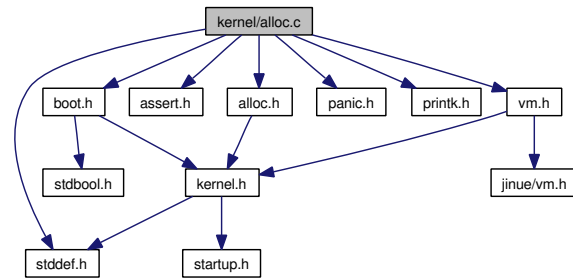 kernel/alloc.c
boot.h
assert.h
alloc.h
panic.h
printk.h
vm.h
stdbool.h
kernel.h
jinue/vm.h
stddef.h
startup.h